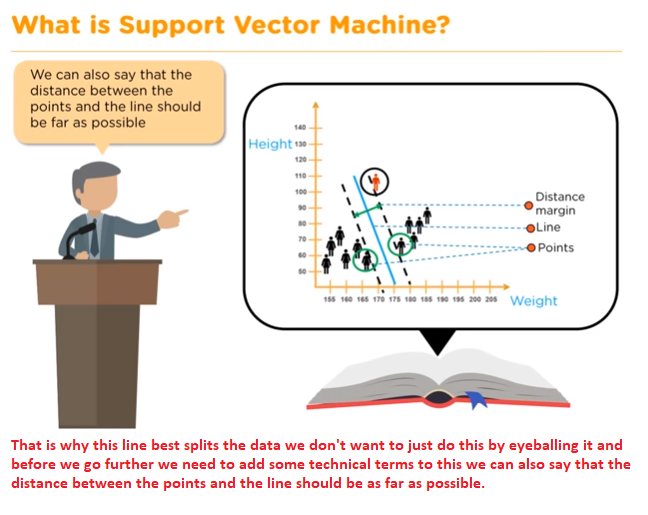 What is Support Vector Machine?
We can also say that the
distance between the
points and the line should
be far as possible
Height
140
130
120
110
100
90
80
70
60
50
Distance
margin
Line
Points
155 160 165 170 175 180 185 190 195 200 205
Weight
That is why this line best splits the data we don't want to just do this by eyeballing it and
before we go further we need to add some technical terms to this we can also say that the
distance between the points and the line should be as far as possible.